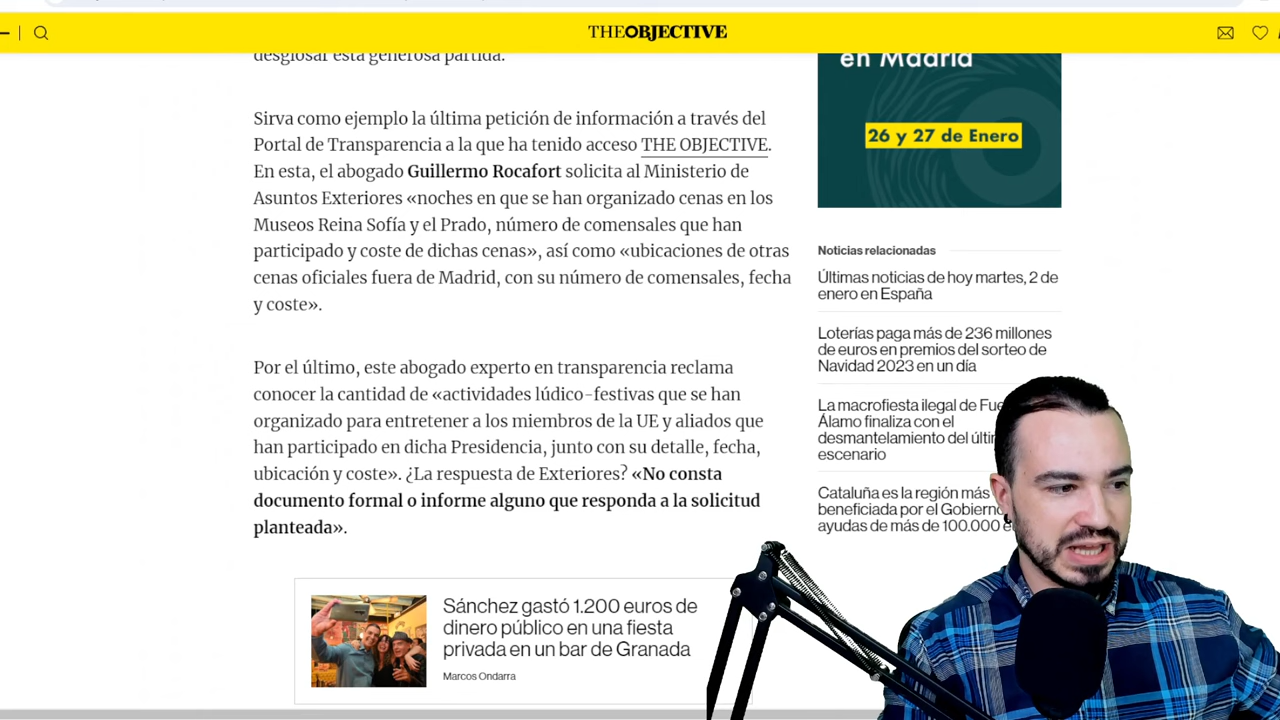 THE OBJECTIVE
desglosar esta generosa partida.
Sirva como ejemplo la última petición de información a través del
Portal de Transparencia a la que ha tenido acceso THE OBJECTIVE.
En esta, el abogado Guillermo Rocafort solicita al Ministerio de
Asuntos Exteriores «noches en que se han organizado cenas en los
Museos Reina Sofía y el Prado, número de comensales que han
participado y coste de dichas cenas», así como «ubicaciones de otras
cenas oficiales fuera de Madrid, con su número de comensales, fecha
y coste».
Por el último, este abogado experto en transparencia reclama
conocer la cantidad de «actividades lúdico-festivas que se han
organizado para entretener a los miembros de la UE y aliados que
han participado en dicha Presidencia, junto con su detalle, fecha,
ubicación y coste». ¿La respuesta de Exteriores? «No consta
documento formal o informe alguno que responda a la solicitud
planteada».
Sánchez gastó 1.200 euros de
dinero público en una fiesta
privada en un bar de Granada
Marcos Ondarra
en Madrid
26 y 27 de Enero
Noticias relacionadas
Últimas noticias de hoy martes, 2 de
enero en España
Loterías paga más de 236 millones
de euros en premios del sorteo de
Navidad 2023 en un día
La macrofiesta ilegal de
Álamo finaliza con el
desmantelamiento del
escenario
Cataluña es la región más
beneficiada por el
ayudas de más de 100.000